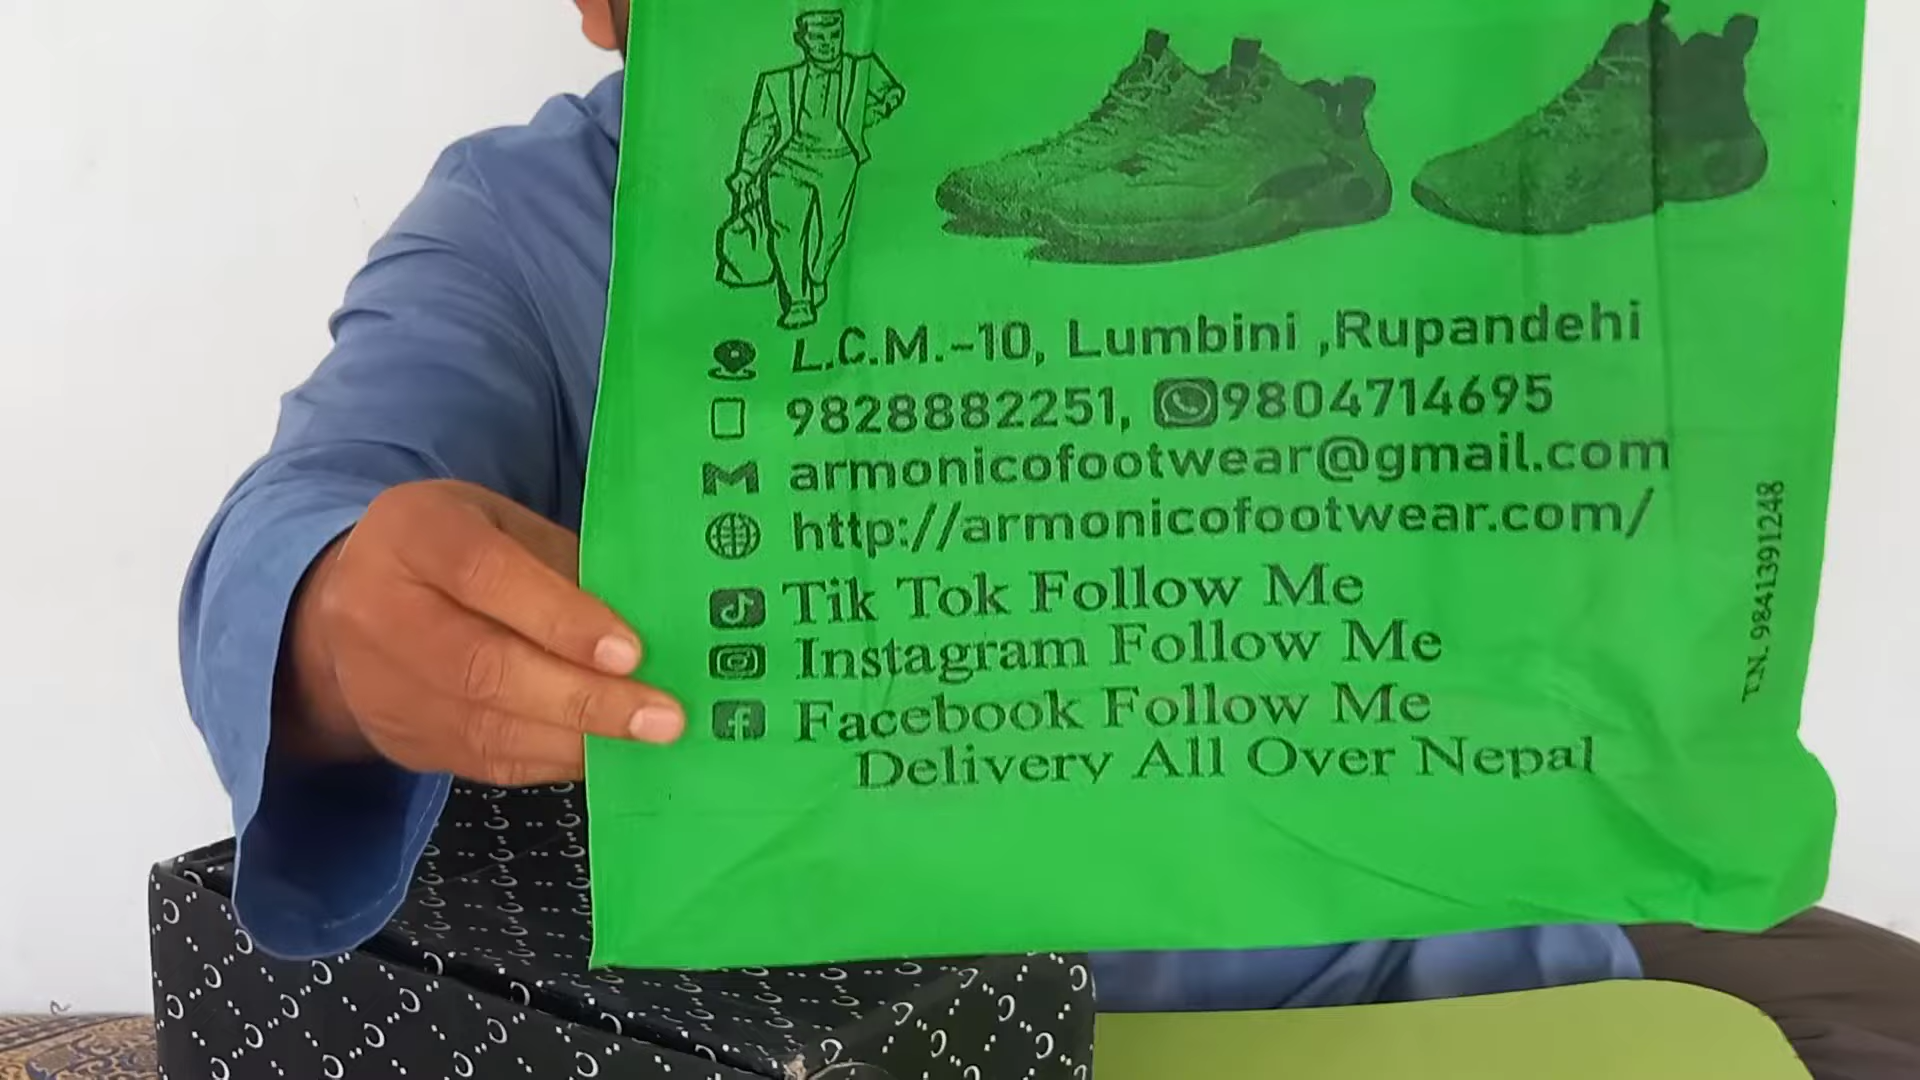 L.C.M.-10, Lumbini ,Rupandehi
9828882251, 9804714695
armonicofootwear@gmail.com
http://armonicofootwear.com/
Tik Tok Follow Me
Instagram Follow Me
Facebook Follow Me
Delivery All Over Nepal
T.N. 9841391248